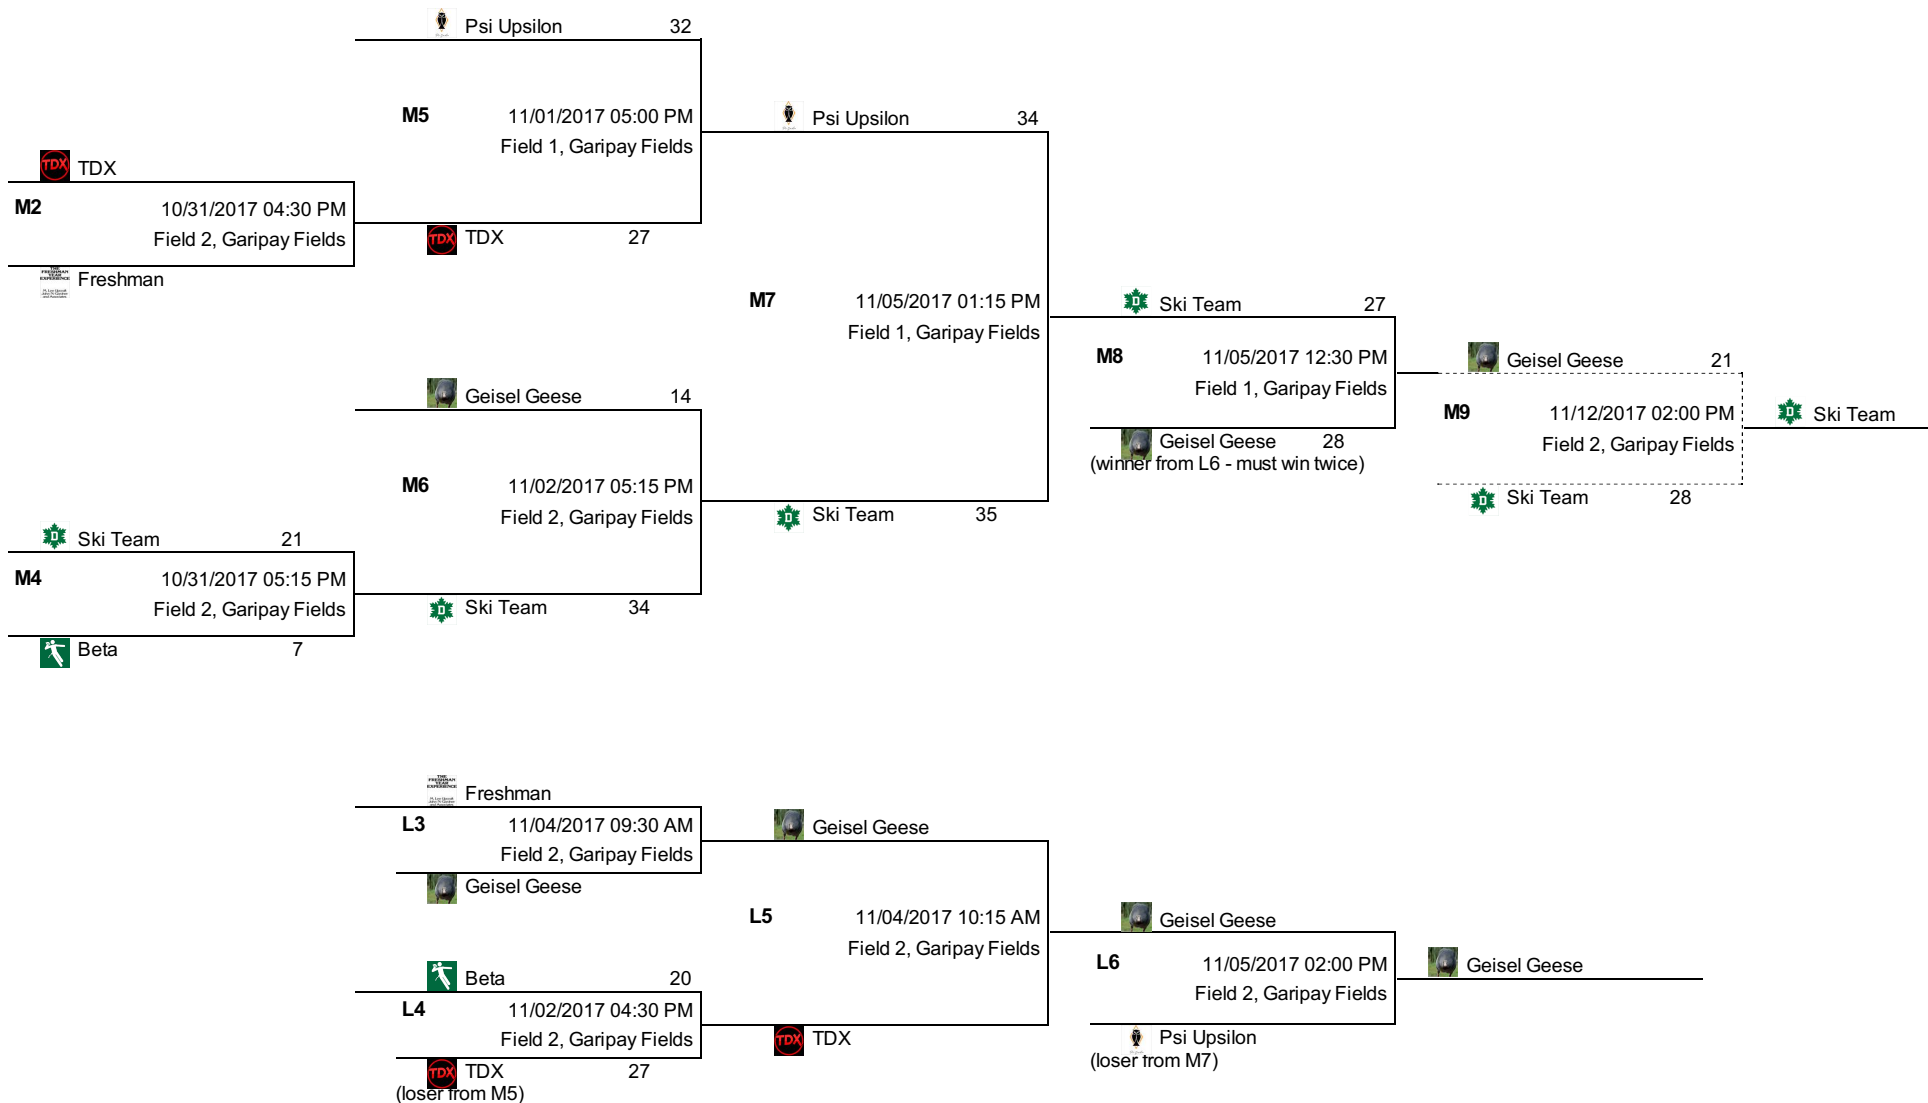 Psi Upsilon 32
M5 11/01/2017 05:00 PM
Field 1, Garipay Fields
TDX 27
TDX
M2 10/31/2017 04:30 PM
Field 2, Garipay Fields
Freshman
Psi Upsilon 34
M7 11/05/2017 01:15 PM
Field 1, Garipay Fields
Ski Team 35
Geisel Geese 14
M6 11/02/2017 05:15 PM
Field 2, Garipay Fields
Ski Team 34
Ski Team 21
M4 10/31/2017 05:15 PM
Field 2, Garipay Fields
Beta 7
Ski Team 27
M8 11/05/2017 12:30 PM
Field 1, Garipay Fields
Geisel Geese 28
(winner from L6 - must win twice)
Geisel Geese 21
M9 11/12/2017 02:00 PM
Field 2, Garipay Fields
Ski Team 28
Ski Team
Freshman
L3 11/04/2017 09:30 AM
Field 2, Garipay Fields
Geisel Geese
Beta 20
L4 11/02/2017 04:30 PM
Field 2, Garipay Fields
TDX 27
(loser from M5)
Geisel Geese
L5 11/04/2017 10:15 AM
Field 2, Garipay Fields
TDX
Geisel Geese
L6 11/05/2017 02:00 PM
Field 2, Garipay Fields
Psi Upsilon
(loser from M7)
Geisel Geese